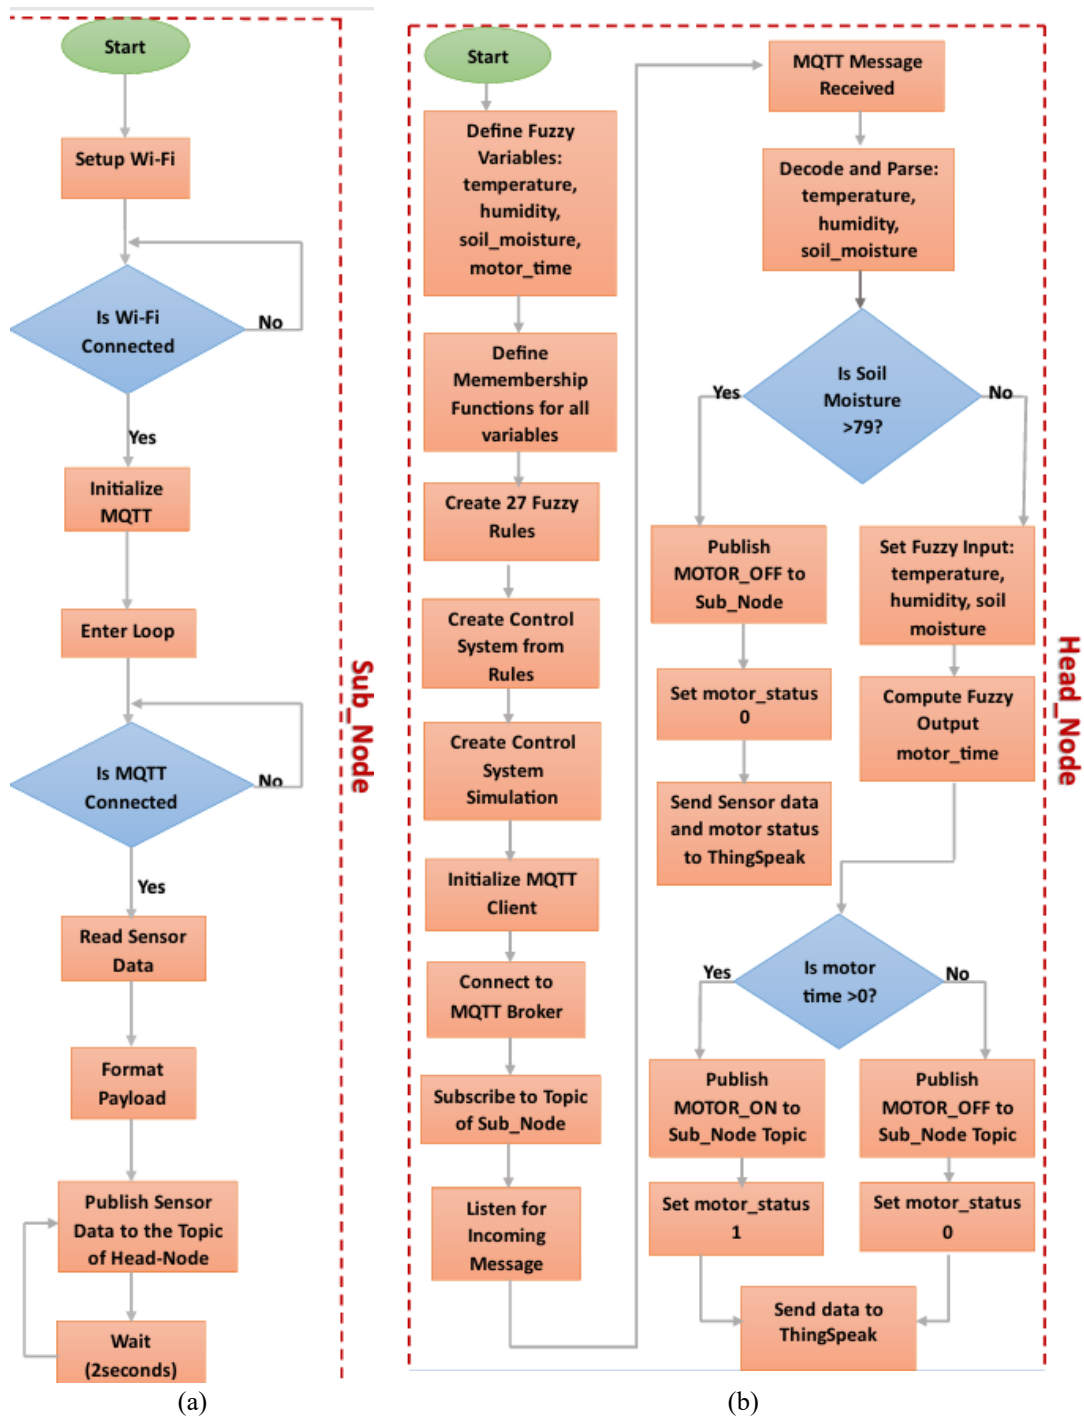 Start
Setup Wi-Fi
Is Wi-Fi
Connected
No
Yes
Initialize
MQTT
Enter Loop
Is MQTT
Connected
No
Yes
Read Sensor
Data
Format
Payload
Publish Sensor
Data to the Topic
of Head-Node
Wait
(2seconds)
Sub_Node
(a)
Start
Define Fuzzy
Variables:
temperature,
humidity,
soil_moisture,
motor_time
Define
Memembership
Functions for all
variables
Create 27 Fuzzy
Rules
Create Control
System from
Rules
Create Control
System
Simulation
Initialize MQTT
Client
Connect to
MQTT Broker
Subscribe to Topic
of Sub_Node
Listen for
Incoming
Message
MQTT Message
Received
Decode and Parse:
temperature,
humidity,
soil_moisture
Is Soil
Moisture
>79?
Yes
No
Publish
MOTOR_OFF to
Sub_Node
Set motor_status
0
Send Sensor data
and motor status
to ThingSpeak
Set Fuzzy Input:
temperature,
humidity, soil
moisture
Compute Fuzzy
Output
motor_time
Is motor
time >0?
Yes
No
Publish
MOTOR_ON to
Sub_Node Topic
Set motor_status
1
Publish
MOTOR_OFF to
Sub_Node Topic
Set motor_status
0
Send data to
ThingSpeak
Head_Node
(b)